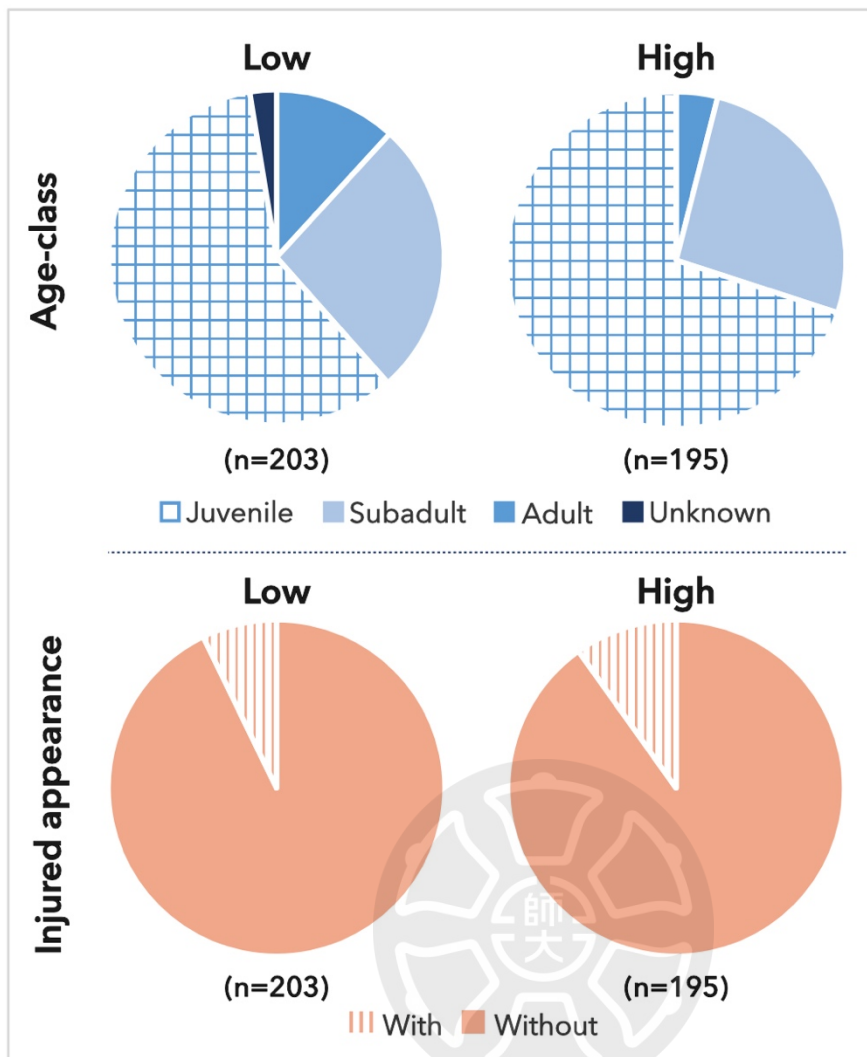 Low High
Age-class
(n=203) (n=195)
Juvenile Subadult Adult Unknown
Low High
Injured appearance
師大
(n=203) (n=195)
With Without